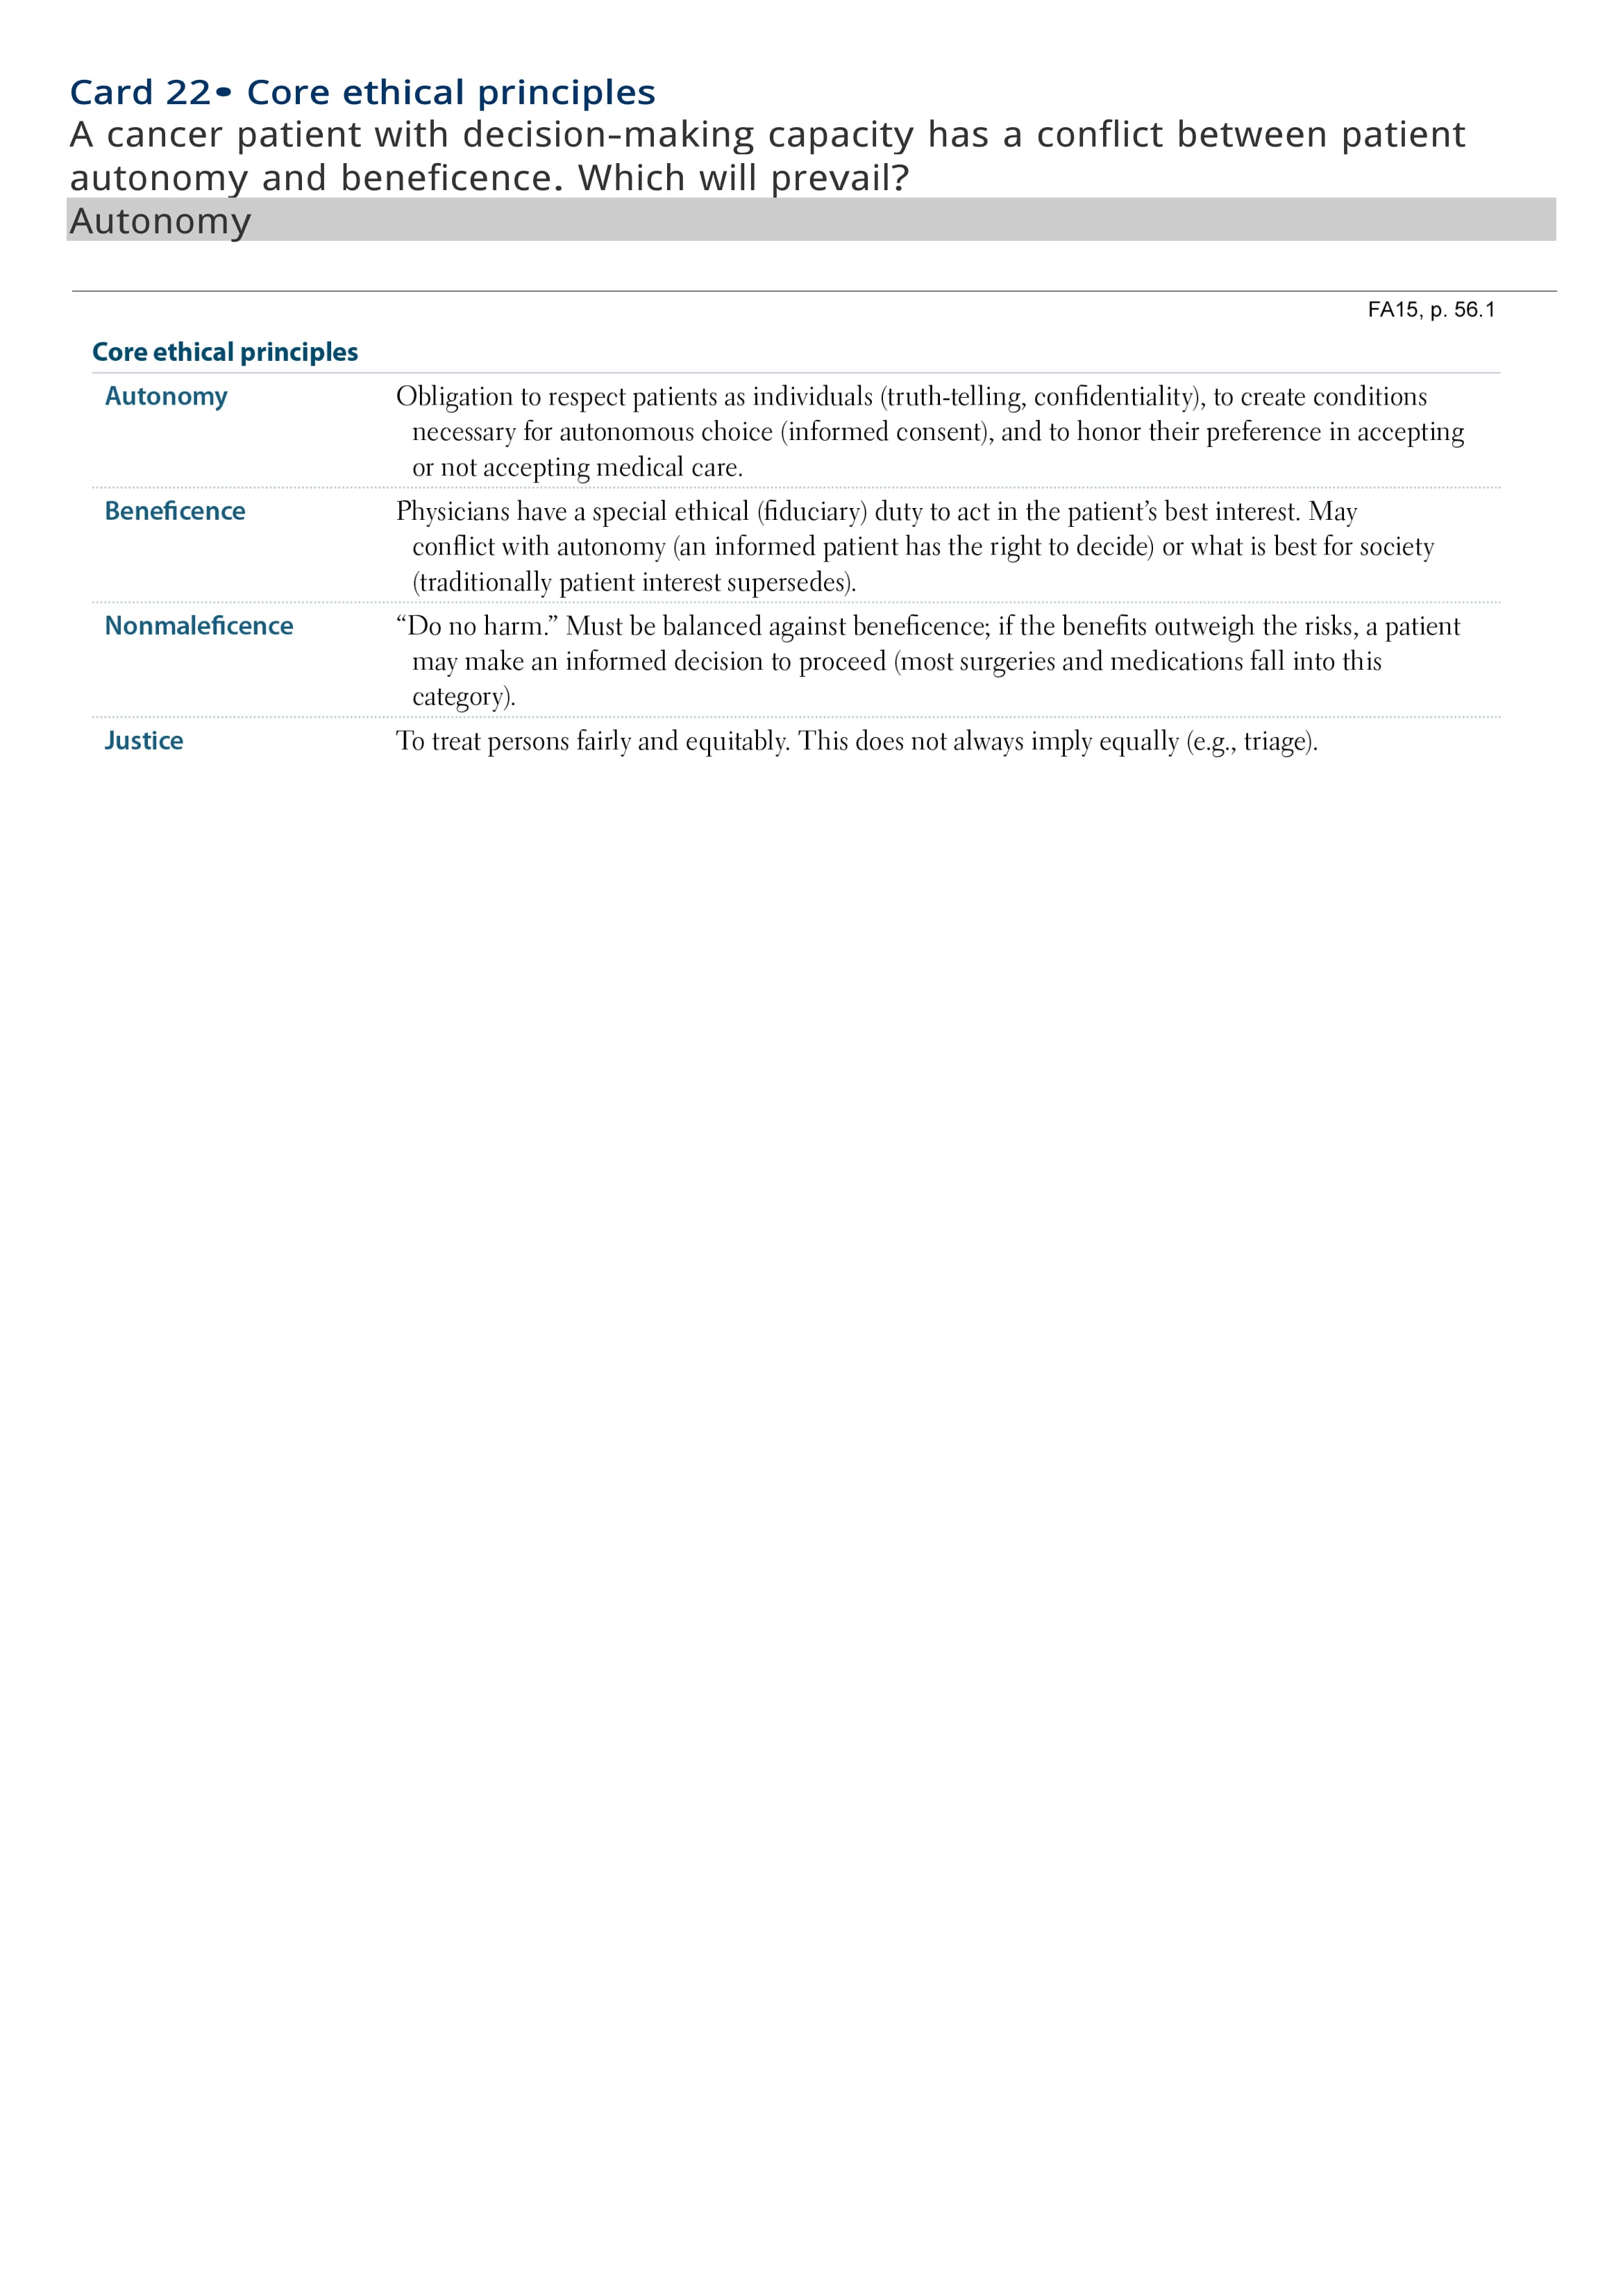 Card 22• Core ethical principles
A cancer patient with decision-making capacity has a conflict between patient
autonomy and beneficence. Which will prevail?
Autonomy
FA15, p. 56.1
Core ethical principles
Autonomy Obligation to respect patients as individuals (truth-telling, confidentiality), to create conditions
necessary for autonomous choice (informed consent), and to honor their preference in accepting
or not accepting medical care.
Beneficence Physicians have a special ethical (fiduciary) duty to act in the patient’s best interest. May
conflict with autonomy (an informed patient has the right to decide) or what is best for society
(traditionally patient interest supersedes).
Nonmaleficence “Do no harm.” Must be balanced against beneficence; if the benefits outweigh the risks, a patient
may make an informed decision to proceed (most surgeries and medications fall into this
category).
Justice To treat persons fairly and equitably. This does not always imply equally (e.g., triage).